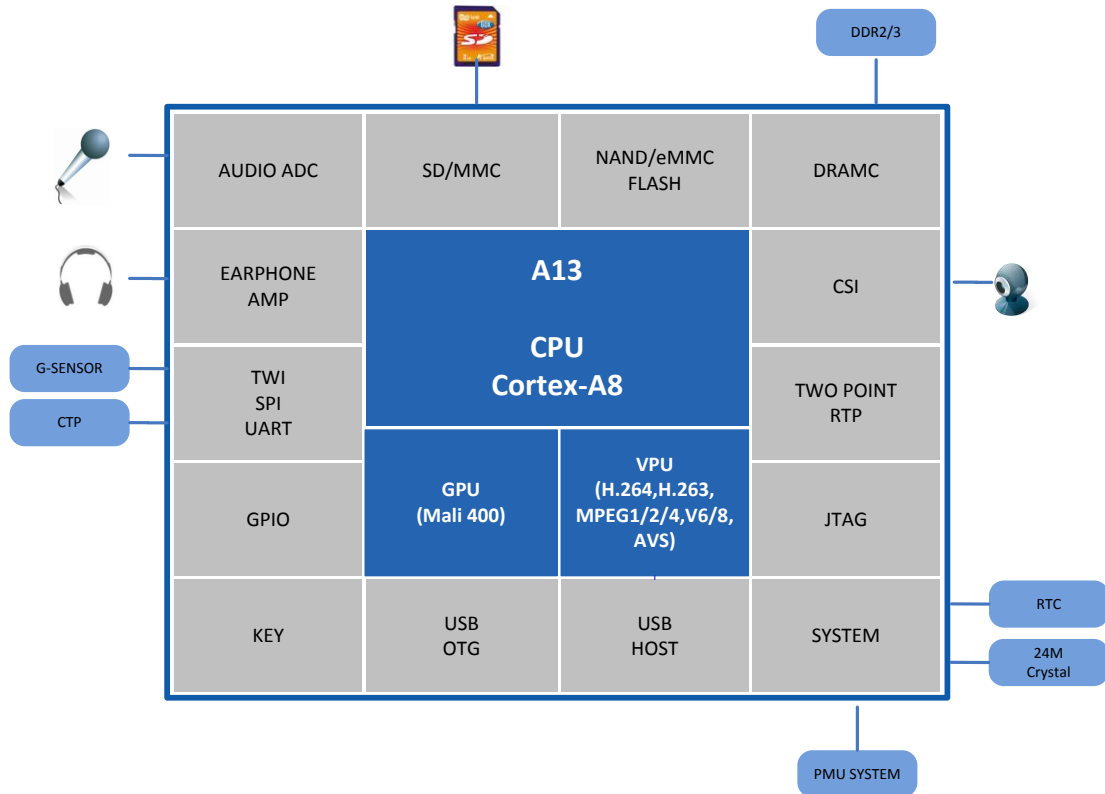 DDR2/3
SD
AUDIO ADC
SD/MMC
NAND/eMMC
FLASH
DRAMC
EARPHONE
AMP
A13
CPU
Cortex-A8
CSI
G-SENSOR
CTP
TWI
SPI
UART
TWO POINT
RTP
GPIO
GPU
(Mali 400)
VPU
(H.264,H.263,
MPEG1/2/4,V6/8,
AVS)
JTAG
KEY
USB
OTG
USB
HOST
SYSTEM
RTC
24M
Crystal
PMU SYSTEM